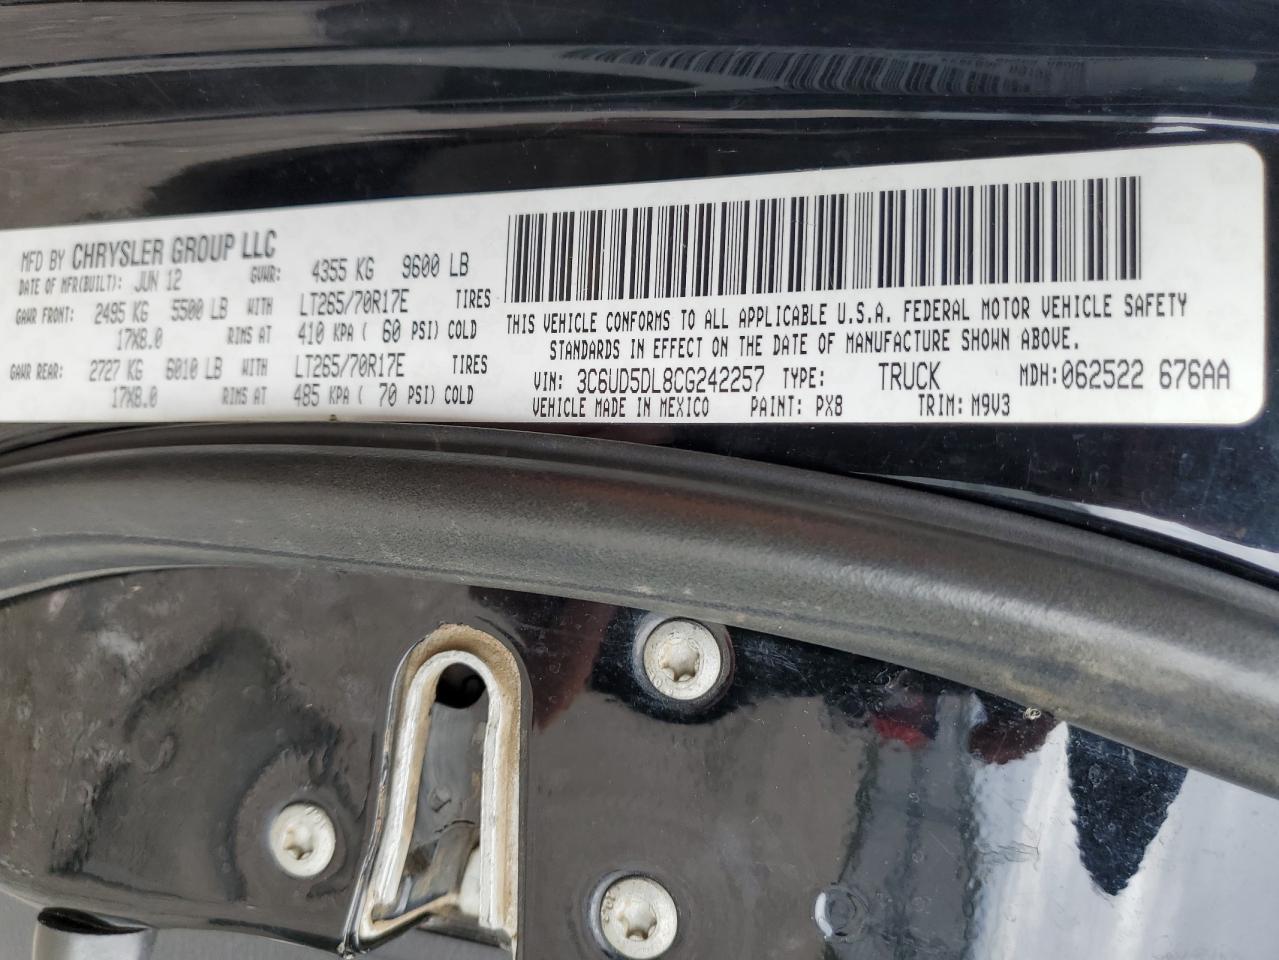 MFD BY CHRYSLER GROUP LLC
DATE OF MFR(BUILT): JUN 12 GVWR: 4355 KG 9600 LB
GAWR FRONT: 2495 KG 5500 LB WITH LT265/70R17E TIRES
17X8.0 RIMS AT 410 KPA ( 60 PSI) COLD
GAWR REAR: 2727 KG 6010 LB WITH LT265/70R17E TIRES
17X8.0 RIMS AT 485 KPA ( 70 PSI) COLD
THIS VEHICLE CONFORMS TO ALL APPLICABLE U.S.A. FEDERAL MOTOR VEHICLE SAFETY
STANDARDS IN EFFECT ON THE DATE OF MANUFACTURE SHOWN ABOVE.
VIN: 3C6UD5DL8CG242257 TYPE: TRUCK MDH: 062522 676AA
VEHICLE MADE IN MEXICO PAINT: PX8 TRIM: M9V3